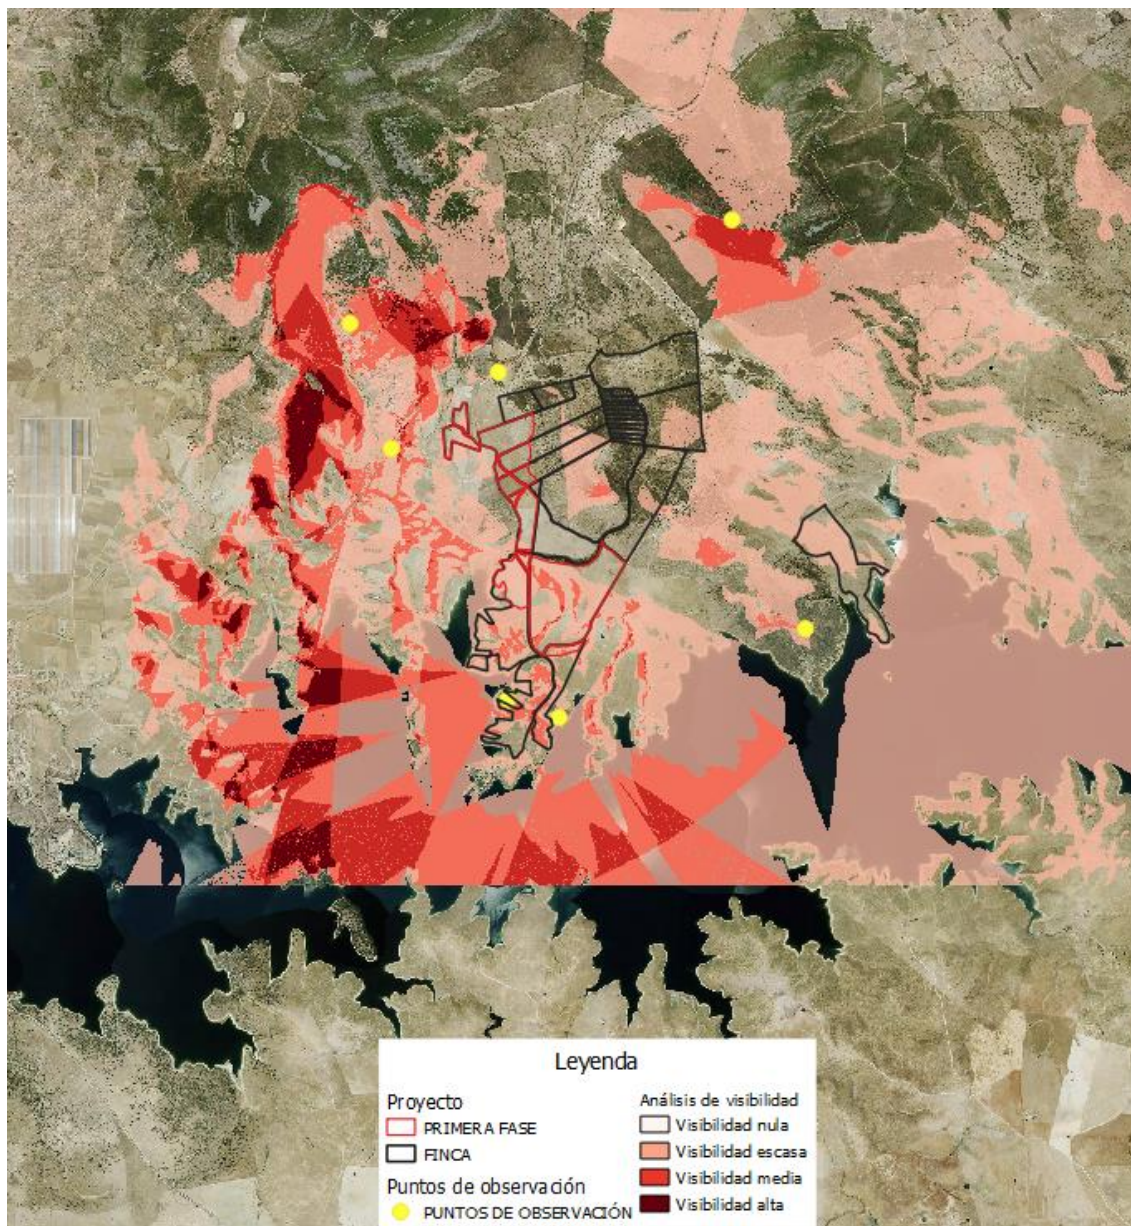 Leyenda
Proyecto
PRIMERA FASE
FINCA
Puntos de observación
PUNTOS DE OBSERVACIÓN
Análisis de visibilidad
Visibilidad nula
Visibilidad escasa
Visibilidad media
Visibilidad alta